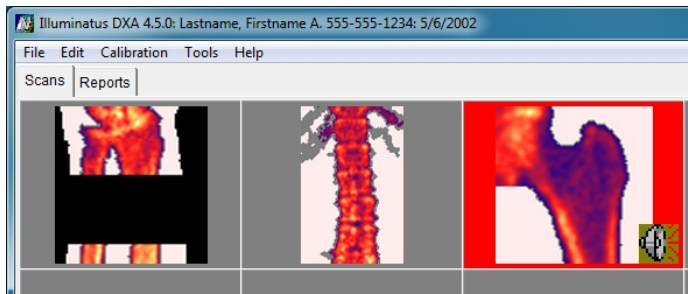 Illuminatus DXA 4.5.0: Lastname, Firstname A. 555-555-1234: 5/6/2002
File Edit Calibration Tools Help
Scans Reports